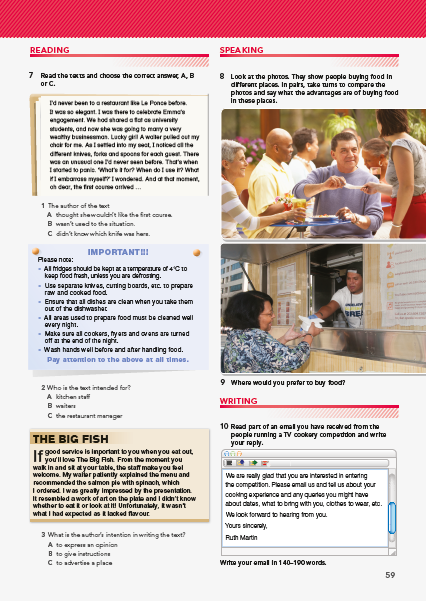 READING
7 Read the texts and choose the correct answer, A, B
or C.
I'd never been to a restaurant like Le Ponce before.
It was so elegant. I was there to celebrate Emma's
engagement. We had shared a flat as university
students, and now she was going to marry a very
wealthy businessman. Lucky girl! A waiter pulled out my
chair for me. As I settled into my seat, I noticed all the
different knives, forks and spoons for each guest. There
was an unusual one I'd never seen before. That's when
I started to panic. 'What's it for? When do I use it? What
if I embarrass myself?' I wondered. And at that moment,
oh dear, the first course arrived ...
1 The author of the text
A thought she wouldn't like the first course.
B wasn't used to the situation.
C didn't know which knife was hers.
IMPORTANT!!!
Please note:
• All fridges should be kept at a temperature of 4°C to
keep food fresh, unless you are defrosting.
• Use separate knives, cutting boards, etc. to prepare
raw and cooked food.
• Ensure that all dishes are clean when you take them
out of the dishwasher.
• All areas used to prepare food must be cleaned well
every night.
• Make sure all cookers, fryers and ovens are turned
off at the end of the night.
• Wash hands well before and after handling food.
Pay attention to the above at all times.
2 Who is the text intended for?
A kitchen staff
B waiters
C the restaurant manager
THE BIG FISH
If good service is important to you when you eat out,
you'll love The Big Fish. From the moment you
walk in and sit at your table, the staff make you feel
welcome. My waiter patiently explained the menu and
recommended the salmon pie with spinach, which
I ordered. I was greatly impressed by the presentation.
It resembled a work of art on the plate and I didn't know
whether to eat it or look at it! Unfortunately, it wasn't
what I had expected as it lacked flavour.
3 What is the author's intention in writing the text?
A to express an opinion
B to give instructions
C to advertise a place
SPEAKING
8 Look at the photos. They show people buying food in
different places. In pairs, take turns to compare the
photos and say what the advantages are of buying food
in these places.
9 Where would you prefer to buy food?
WRITING
10 Read part of an email you have received from the
people running a TV cookery competition and write
your reply.
We are really glad that you are interested in entering
the competition. Please email us and tell us about your
cooking experience and any queries you might have
about dates, what to bring with you, clothes to wear, etc.
We look forward to hearing from you.
Yours sincerely,
Ruth Martin
Write your email in 140–190 words.
59